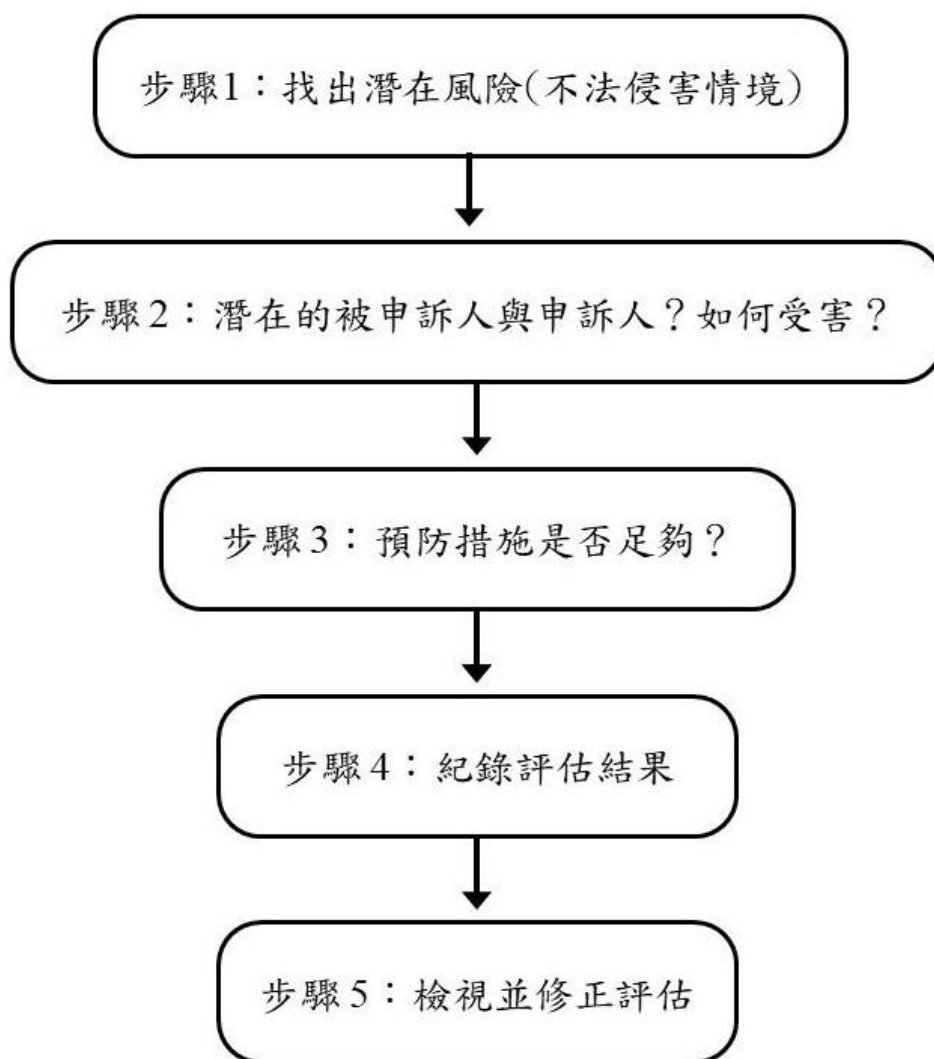 步驟1：找出潛在風險(不法侵害情境)
步驟2：潛在的被申訴人與申訴人？如何受害？
步驟3：預防措施是否足夠？
步驟4：紀錄評估結果
步驟5：檢視並修正評估